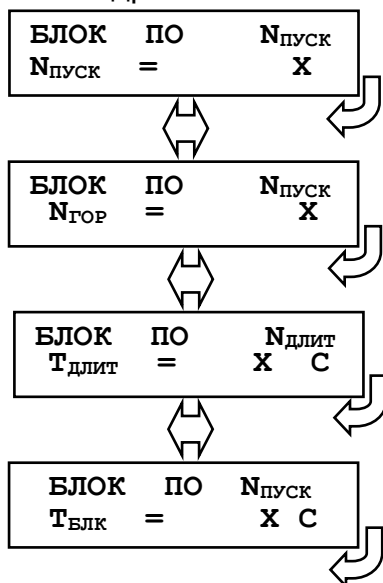 БЛОК ПО NПУСК
NПУСК = X
БЛОК ПО NПУСК
NГОР = X
БЛОК ПО NДЛИТ
TДЛИТ = X С
БЛОК ПО NПУСК
TБЛК = X С